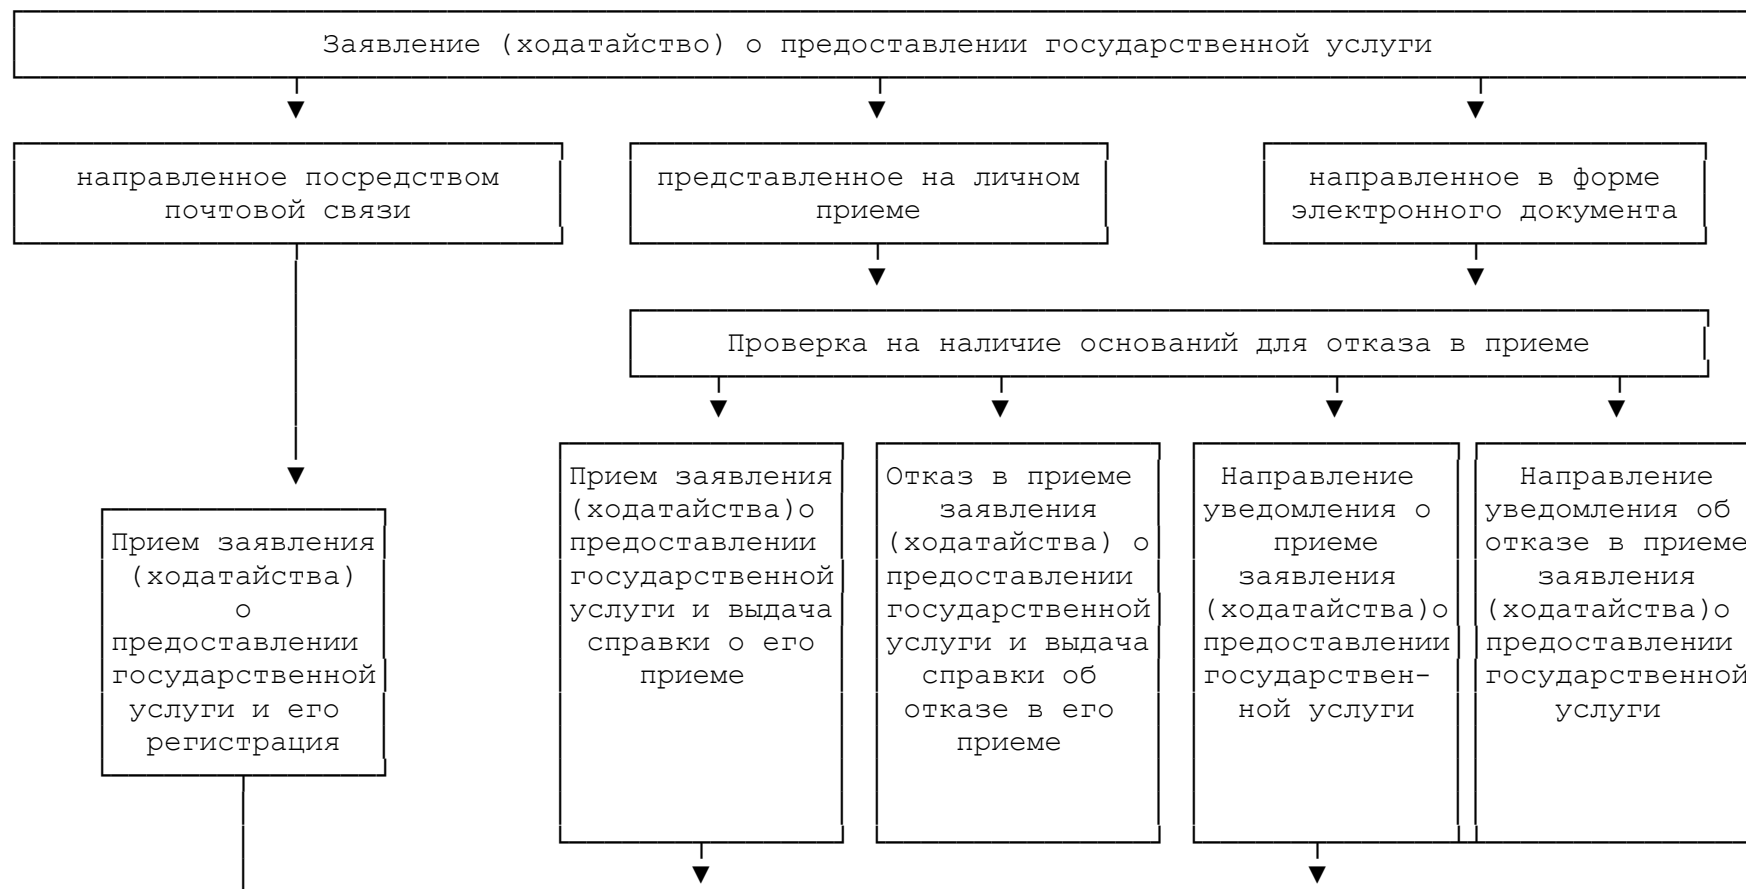 Заявление (ходатайство) о предоставлении государственной услуги
направленное посредством
почтовой связи
представленное на личном
приеме
направленное в форме
электронного документа
Проверка на наличие оснований для отказа в приеме
Прием заявления
(ходатайства)
о
предоставлении
государственной
услуги и его
регистрация
Прием заявления
(ходатайства)о
предоставлении
государственной
услуги и выдача
справки о его
приеме
Отказ в приеме
заявления
(ходатайства) о
предоставлении
государственной
услуги и выдача
справки об
отказе в его
приеме
Направление
уведомления о
приеме
заявления
(ходатайства)о
предоставлении
государствен-
ной услуги
Направление
уведомления об
отказе в приеме
заявления
(ходатайства)о
предоставлении
государственной
услуги